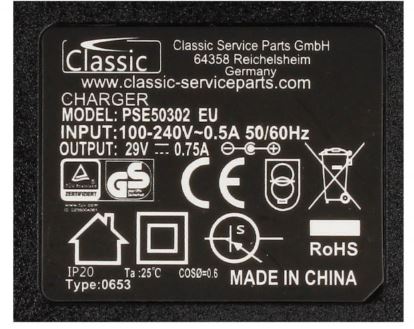 Classic
Classic Service Parts GmbH
64358 Reichelsheim
Germany
www.classic-serviceparts.com
CHARGER
MODEL: PSE50302 EU
INPUT:100-240V~0.5A 50/60Hz
OUTPUT: 29V ⎓ 0.75A
ZERTIFIZIERT
GS
CE
S
RoHS
IP20
Ta :25℃
COSØ=0.6
MADE IN CHINA
Type:0653